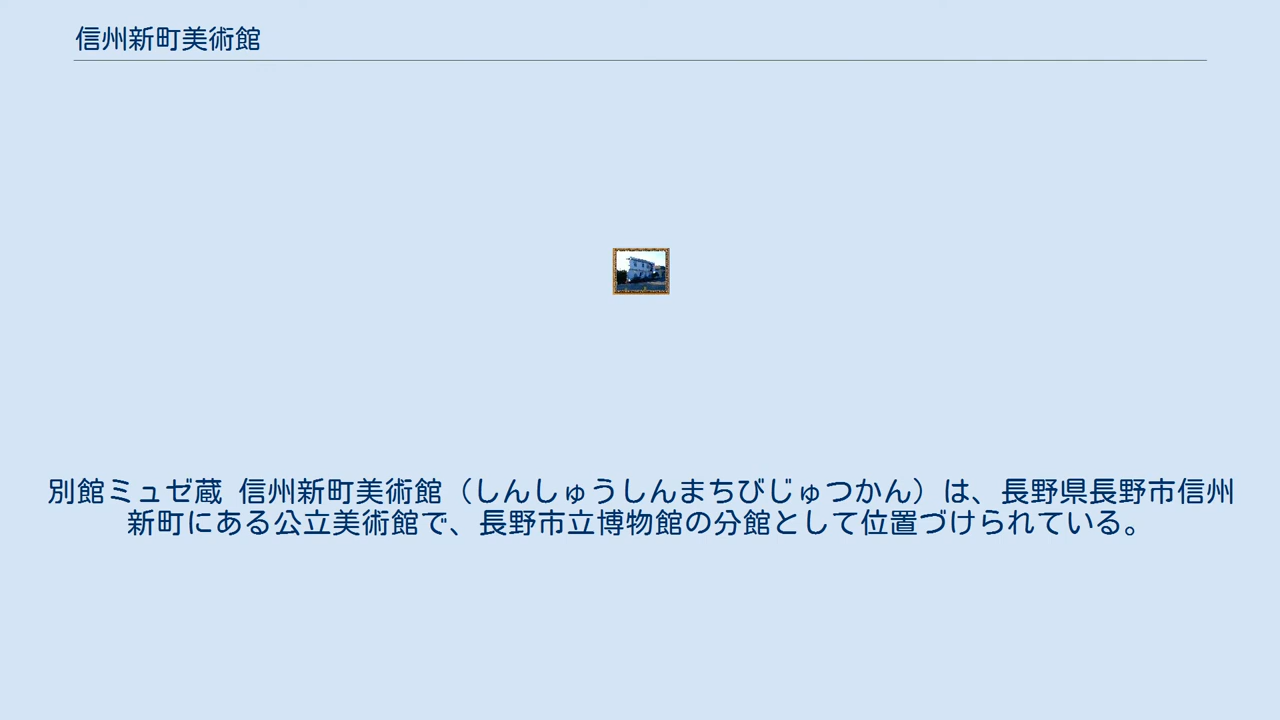 信州新町美術館
別館ミュゼ蔵 信州新町美術館（しんしゅうしんまちびじゅつかん）は、長野県長野市信州
新町にある公立美術館で、長野市立博物館の分館として位置づけられている。